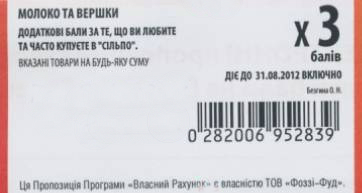 МОЛОКО ТА ВЕРШКИ
ДОДАТКОВІ БАЛИ ЗА ТЕ, ЩО ВИ ЛЮБИТЕ
ТА ЧАСТО КУПУЄТЕ В "СІЛЬПО".
ВКАЗАНІ ТОВАРИ НА БУДЬ-ЯКУ СУМУ
X 3
балів
ДІЄ ДО 31.08.2012 ВКЛЮЧНО
Безгина О. Н.
0 282006 952839
Ця Пропозиція Програми «Власний Рахунок» є власністю ТОВ «Фоззі-Фуд».